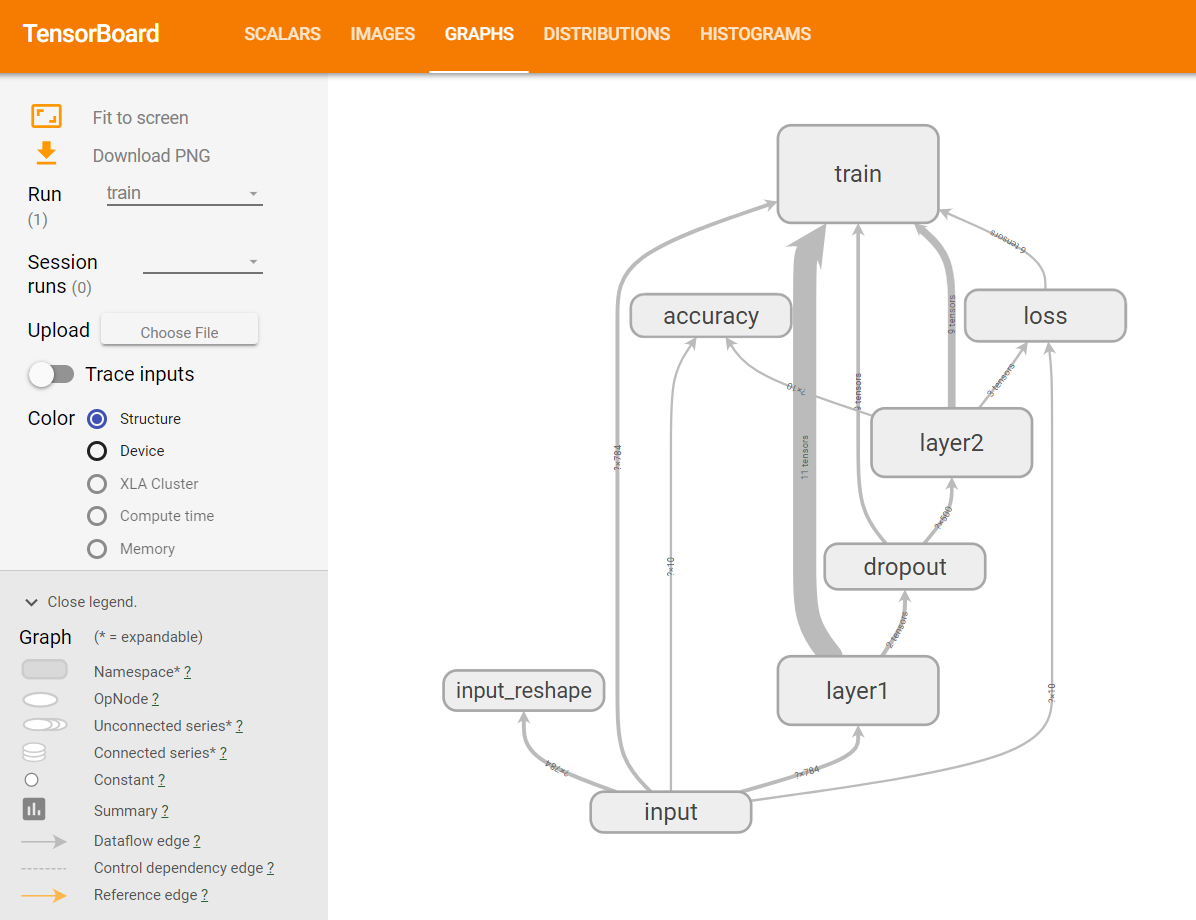 TensorBoard SCALARS IMAGES GRAPHS DISTRIBUTIONS HISTOGRAMS
Fit to screen
Download PNG
Run train
(1)
Session
runs (0)
Upload Choose File
Trace inputs
Color Structure
Device
XLA Cluster
Compute time
Memory
Close legend.
Graph (* = expandable)
Namespace* ?
OpNode ?
Unconnected series* ?
Connected series* ?
Constant ?
Summary ?
Dataflow edge ?
Control dependency edge ?
Reference edge ?
train
6 tensors
accuracy
9 tensors
loss
?×10
9 tensors
3 tensors
?×784
11 tensors
layer2
?×500
?×10
dropout
2 tensors
input_reshape
layer1
?×10
?×784
?×784
input